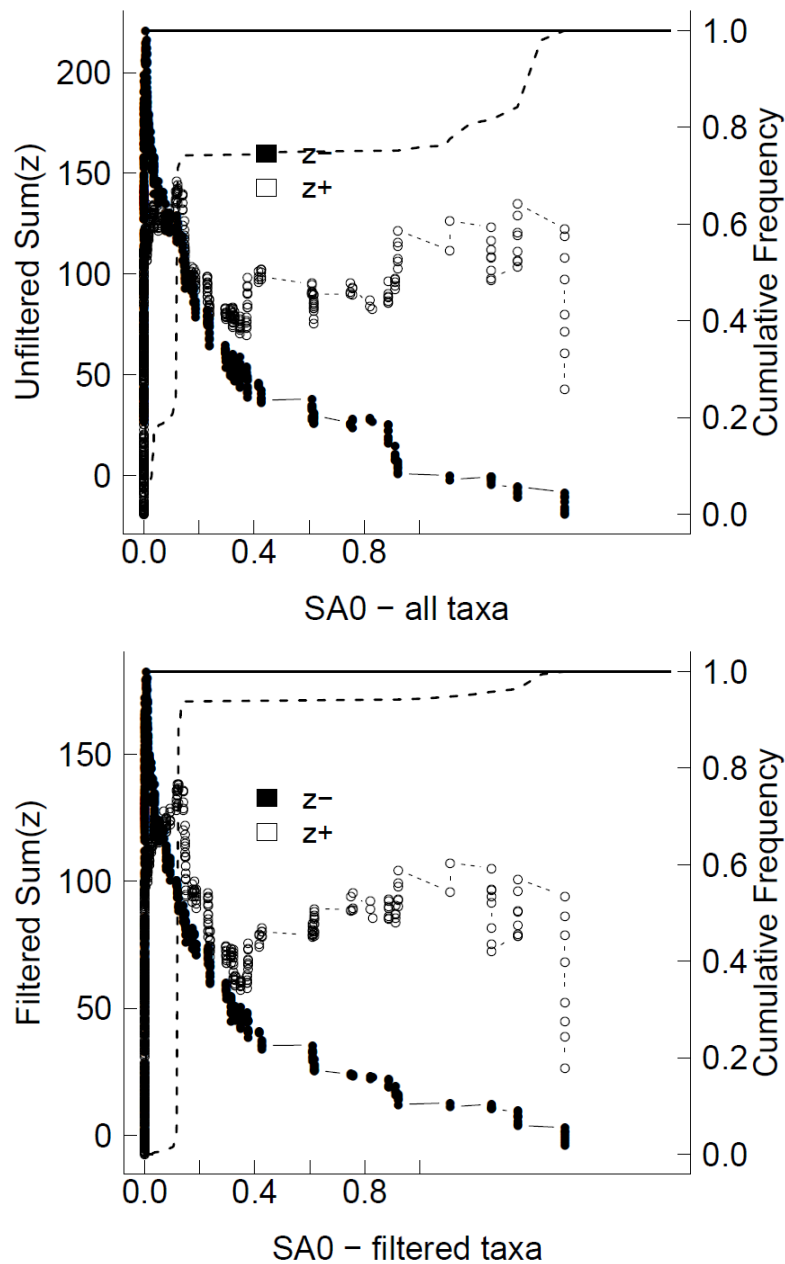 200
150
100
50
0
Unfiltered Sum(z)
z−
z+
1.0
0.8
0.6
0.4
0.2
0.0
Cumulative Frequency
0.0 0.4 0.8
SA0 − all taxa
150
100
50
0
Filtered Sum(z)
z−
z+
1.0
0.8
0.6
0.4
0.2
0.0
Cumulative Frequency
0.0 0.4 0.8
SA0 − filtered taxa